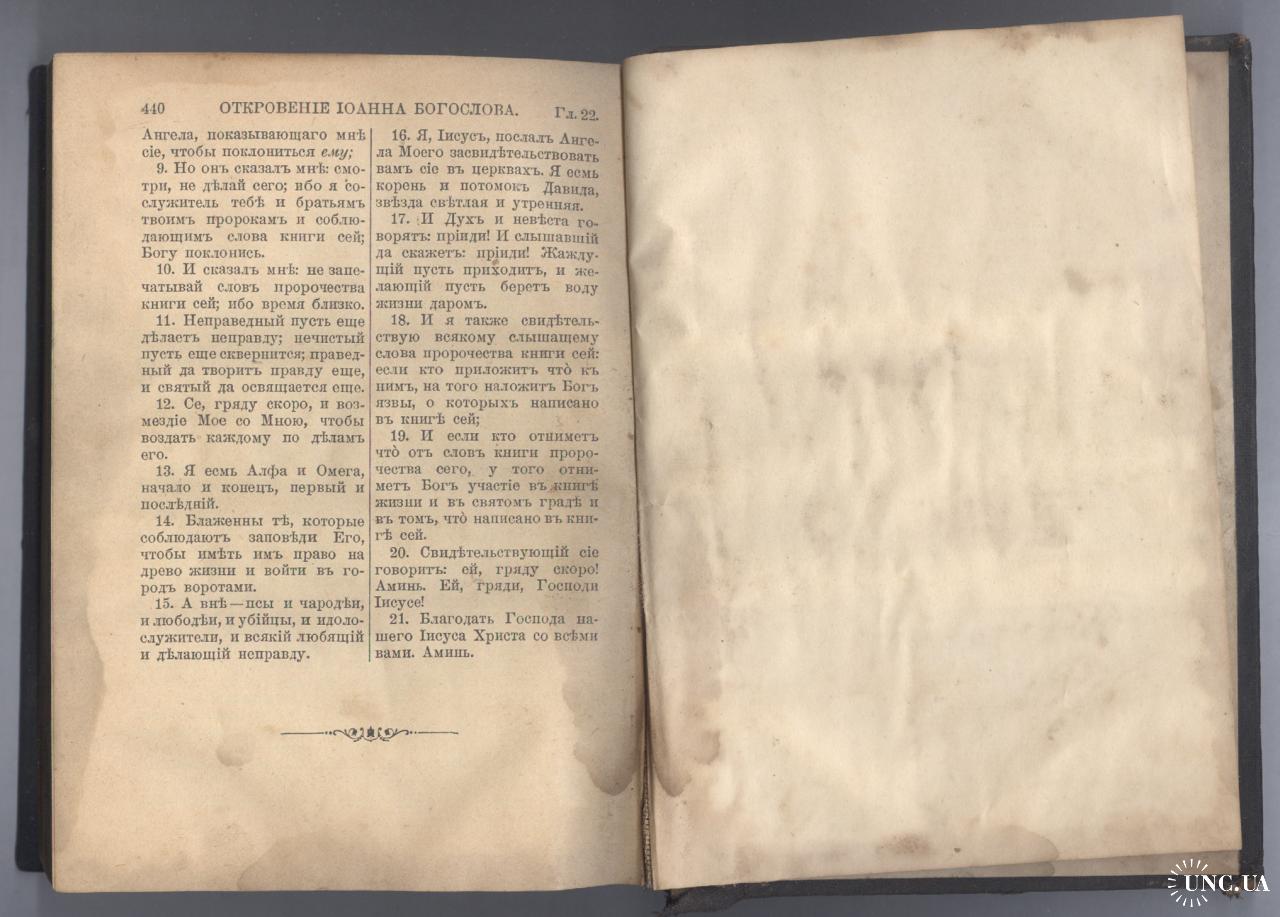 440 ОТКРОВЕНІЕ ІОАННА БОГОСЛОВА. Гл. 22.
Ангела, показывающаго мнѣ
сіе, чтобы поклониться ему;
9. Но онъ сказалъ мнѣ: смо-
три, не дѣлай сего; ибо я со-
служитель тебѣ и братьямъ
твоимъ пророкамъ и соблю-
дающимъ слова книги сей;
Богу поклонись.
10. И сказалъ мнѣ: не запе-
чатывай словъ пророчества
книги сей; ибо время близко.
11. Неправедный пусть еще
дѣлаетъ неправду; нечистый
пусть еще сквернится; правед-
ный да творитъ правду еще,
и святый да освящается еще.
12. Се, гряду скоро, и воз-
мездіе Мое со Мною, чтобы
воздать каждому по дѣламъ
его.
13. Я есмь Алфа и Омега,
начало и конецъ, первый и
послѣдній.
14. Блаженны тѣ, которые
соблюдаютъ заповѣди Его,
чтобы имѣть имъ право на
древо жизни и войти въ го-
родъ воротами.
15. А внѣ—псы и чародѣи,
и любодѣи, и убійцы, и идоло-
служители, и всякій любящій
и дѣлающій неправду.
16. Я, Іисусъ, послалъ Анге-
ла Моего засвидѣтельствовать
вамъ сіе въ церквахъ. Я есмь
корень и потомокъ Давида,
звѣзда свѣтлая и утренняя.
17. И Духъ и невѣста го-
ворятъ: пріиди! И слышавшій
да скажетъ: пріиди! Жажду-
щій пусть приходитъ, и же-
лающій пусть беретъ воду
жизни даромъ.
18. И я также свидѣтель-
ствую всякому слышащему
слова пророчества книги сей:
если кто приложитъ что̀ къ
нимъ, на того наложитъ Богъ
язвы, о которыхъ написано
въ книгѣ сей;
19. И если кто отниметъ
что̀ отъ словъ книги проро-
чества сего, у того отни-
метъ Богъ участіе въ книгѣ
жизни и въ святомъ градѣ и
въ томъ, что̀ написано въ кни-
гѣ сей.
20. Свидѣтельствующій сіе
говоритъ: ей, гряду скоро!
Аминь. Ей, гряди, Господи
Іисусе!
21. Благодать Господа на-
шего Іисуса Христа со всѣми
вами. Аминь.
UNC.UA